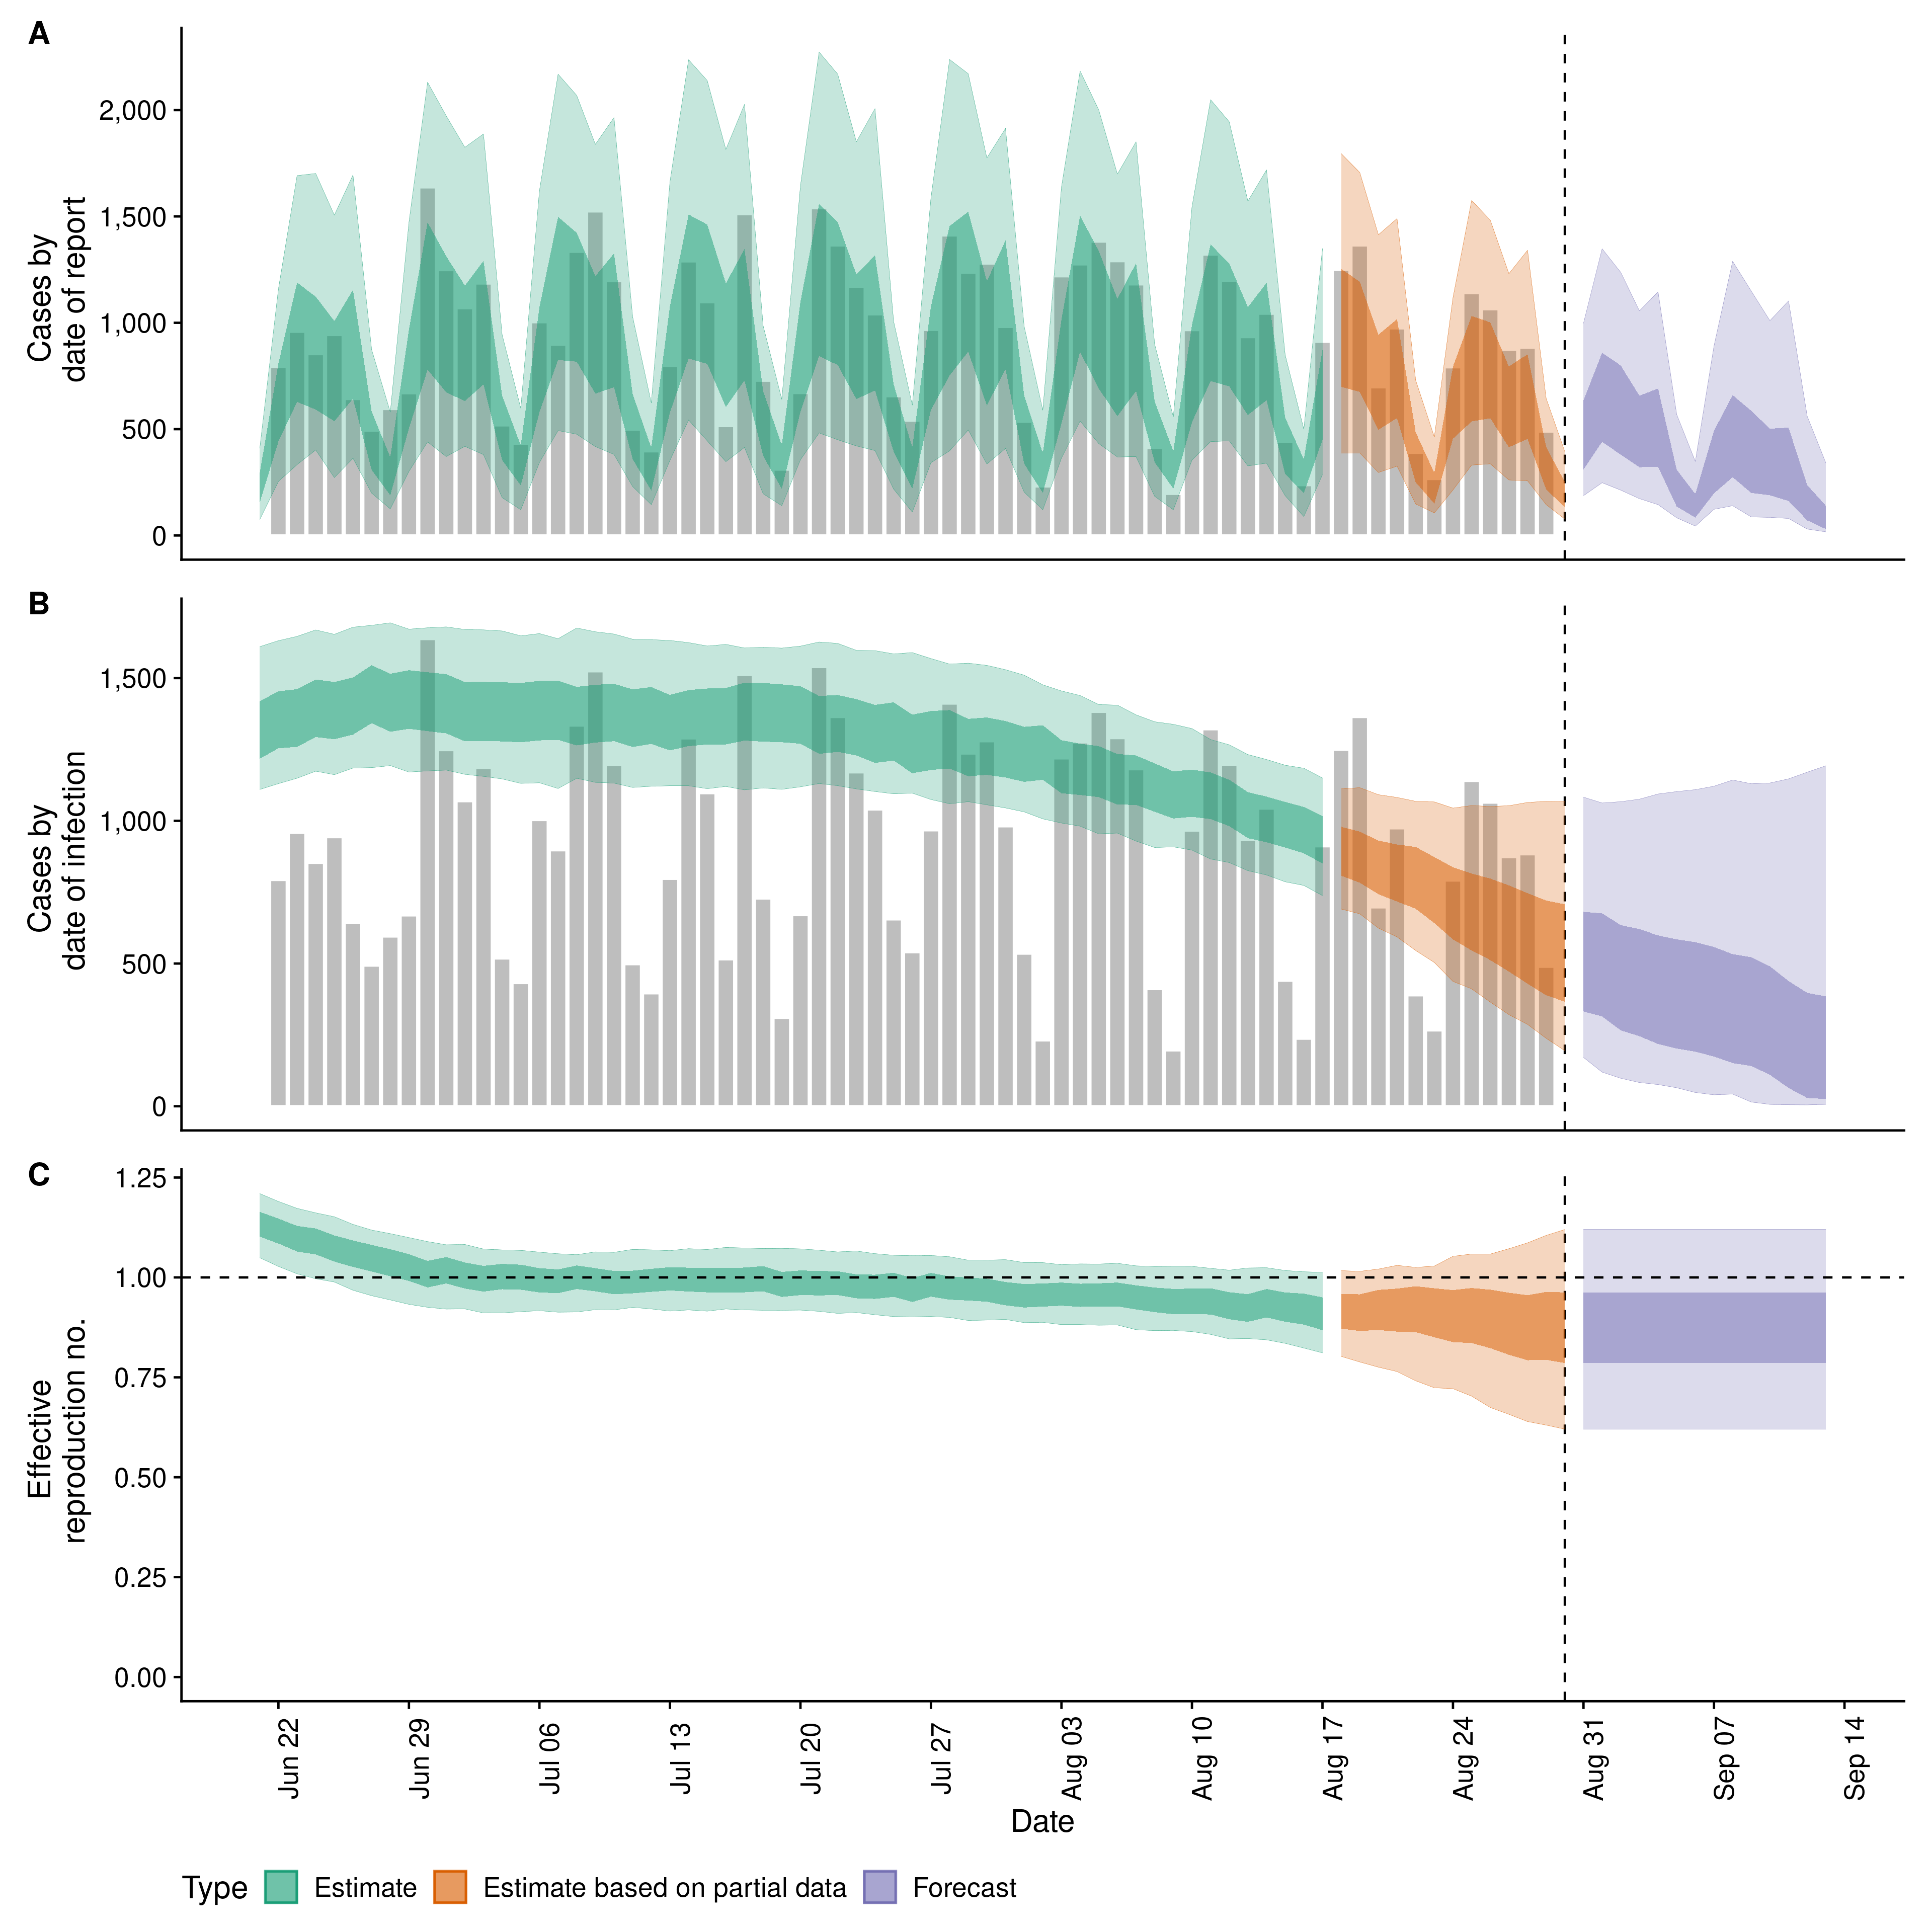 A
Cases by
date of report
2,000
1,500
1,000
500
0
B
Cases by
date of infection
1,500
1,000
500
0
C
Effective
reproduction no.
1.25
1.00
0.75
0.50
0.25
0.00
Jun 22
Jun 29
Jul 06
Jul 13
Jul 20
Jul 27
Aug 03
Aug 10
Aug 17
Aug 24
Aug 31
Sep 07
Sep 14
Date
Type Estimate Estimate based on partial data Forecast